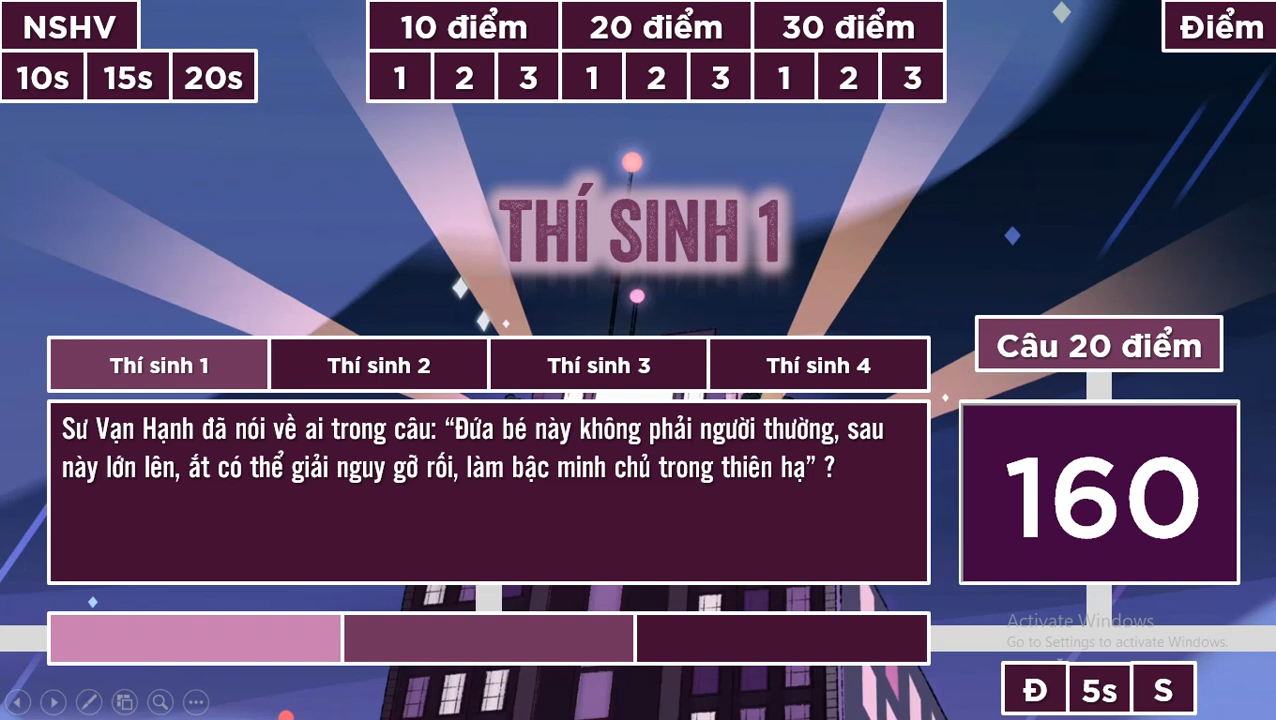 NSHV
10s 15s 20s
10 điểm 20 điểm 30 điểm
1 2 3 1 2 3 1 2 3
Điểm
THÍ SINH 1
Thí sinh 1 Thí sinh 2 Thí sinh 3 Thí sinh 4
Câu 20 điểm
Sư Vạn Hạnh đã nói về ai trong câu: “Đứa bé này không phải người thường, sau
này lớn lên, ắt có thể giải nguy gỡ rối, làm bậc minh chủ trong thiên hạ” ?
160
Activate Windows
Go to Settings to activate Windows.
Đ 5s S